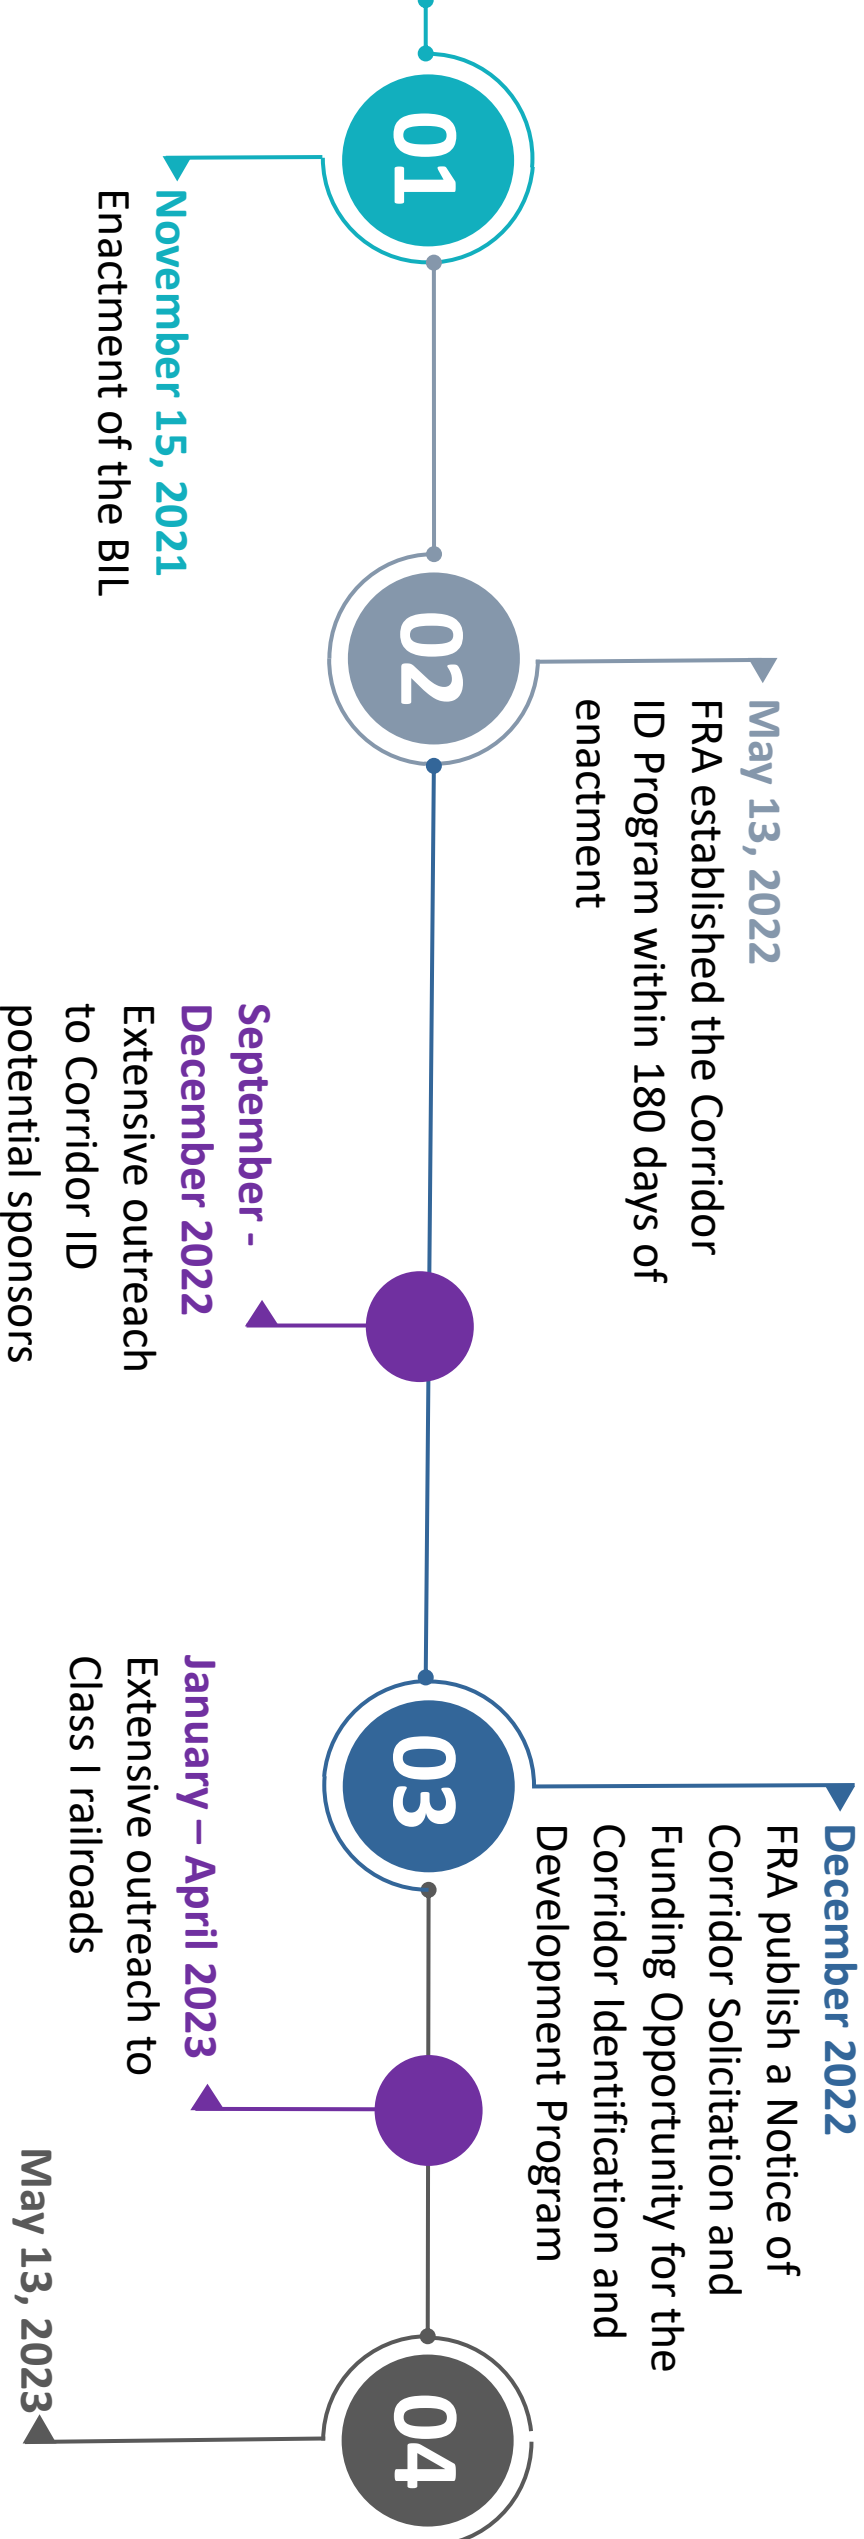 01
November 15, 2021
Enactment of the BIL
02
May 13, 2022
FRA established the Corridor
ID Program within 180 days of
enactment
September -
December 2022
Extensive outreach
to Corridor ID
potential sponsors
03
December 2022
FRA publish a Notice of
Corridor Solicitation and
Funding Opportunity for the
Corridor Identification and
Development Program
January – April 2023
Extensive outreach to
Class I railroads
04
May 13, 2023